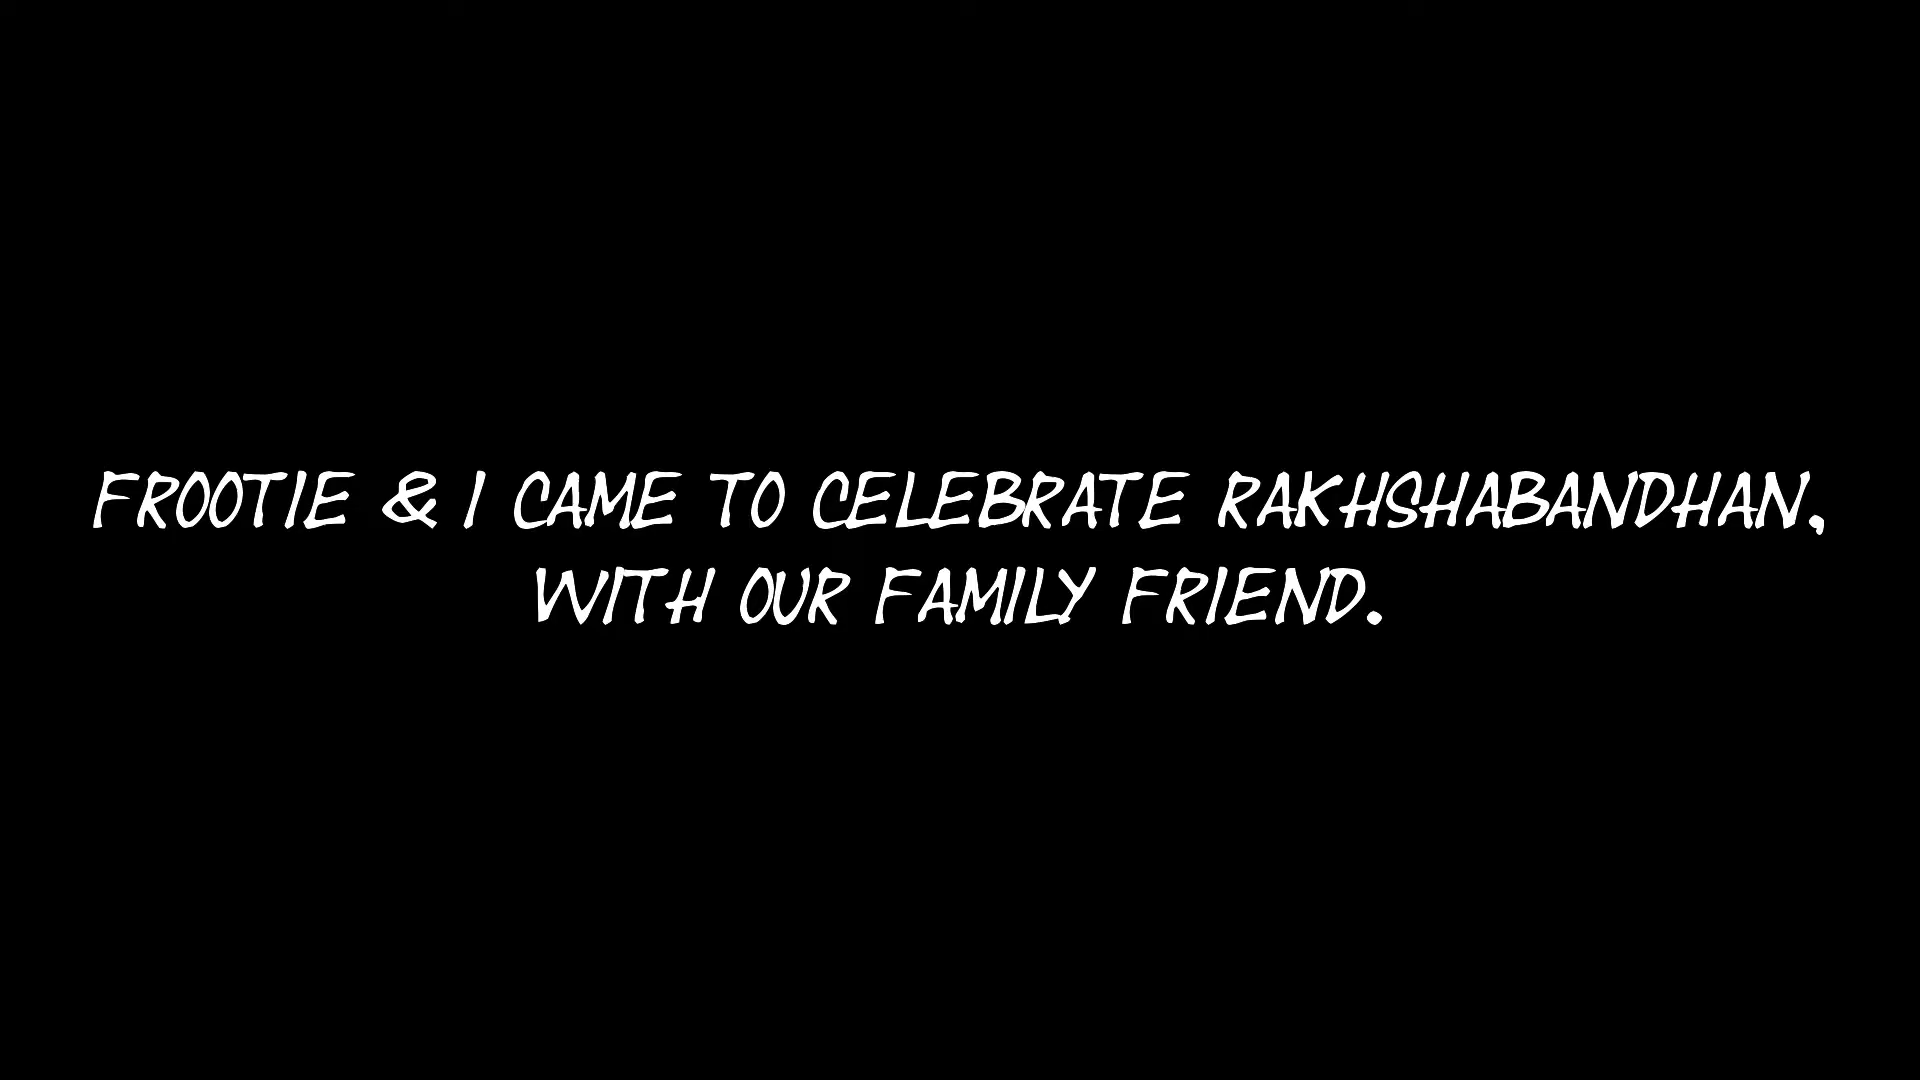 FROOTIE & I CAME TO CELEBRATE RAKHSHABANDHAN,
WITH OUR FAMILY FRIEND.